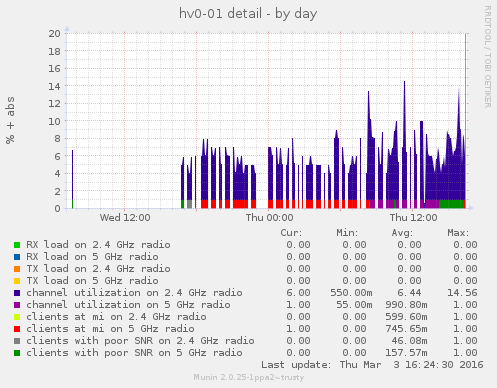 hv0-01 detail - by day
RRDTOOL / TOBI OETIKER
% + abs
20
18
16
14
12
10
8
6
4
2
0
Wed 12:00 Thu 00:00 Thu 12:00
Cur: Min: Avg: Max:
RX load on 2.4 GHz radio 0.00 0.00 0.00 0.00
RX load on 5 GHz radio 0.00 0.00 0.00 0.00
TX load on 2.4 GHz radio 0.00 0.00 0.00 0.00
TX load on 5 GHz radio 0.00 0.00 0.00 0.00
channel utilization on 2.4 GHz radio 6.00 550.00m 6.44 14.56
channel utilization on 5 GHz radio 1.00 55.00m 990.80m 1.00
clients at mi on 2.4 GHz radio 0.00 0.00 599.60m 1.00
clients at mi on 5 GHz radio 1.00 0.00 745.65m 1.00
clients with poor SNR on 2.4 GHz radio 0.00 0.00 46.08m 1.00
clients with poor SNR on 5 GHz radio 0.00 0.00 157.57m 1.00
Last update: Thu Mar 3 16:24:30 2016
Munin 2.0.25-1ppa2~trusty